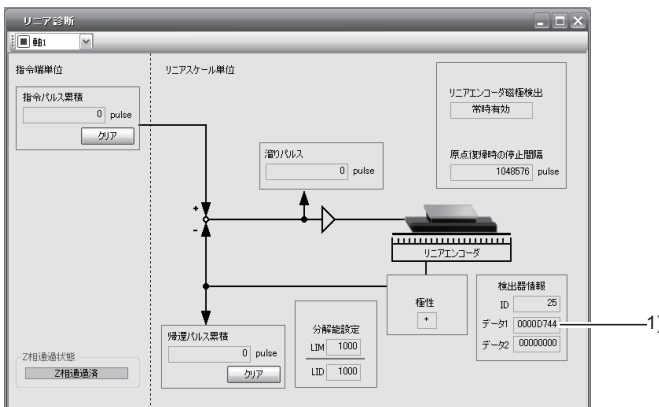 リニア診断
軸1
指令端単位
リニアスケール単位
指令パルス累積
0 pulse
クリア
溜りパルス
0 pulse
リニアエンコーダ磁極検出
常時有効
原点復帰時の停止間隔
1048576 pulse
+
-
リニアエンコーダ
帰還パルス累積
0 pulse
クリア
分解能設定
LIM 1000
LID 1000
極性
+
検出器情報
ID 25
データ1 0000D744
データ2 00000000
1)
Z相通過状態
Z相通過済